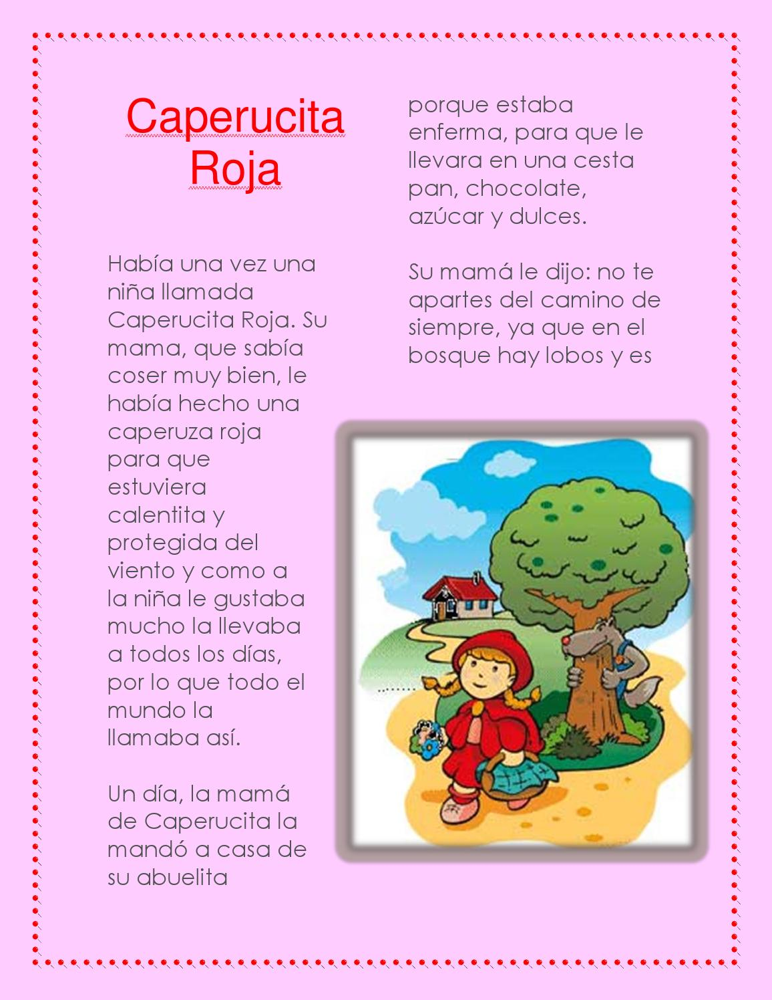 Caperucita
Roja
Había una vez una
niña llamada
Caperucita Roja. Su
mama, que sabía
coser muy bien, le
había hecho una
caperuza roja
para que
estuviera
calentita y
protegida del
viento y como a
la niña le gustaba
mucho la llevaba
a todos los días,
por lo que todo el
mundo la
llamaba así.
Un día, la mamá
de Caperucita la
mandó a casa de
su abuelita
porque estaba
enferma, para que le
llevara en una cesta
pan, chocolate,
azúcar y dulces.
Su mamá le dijo: no te
apartes del camino de
siempre, ya que en el
bosque hay lobos y es